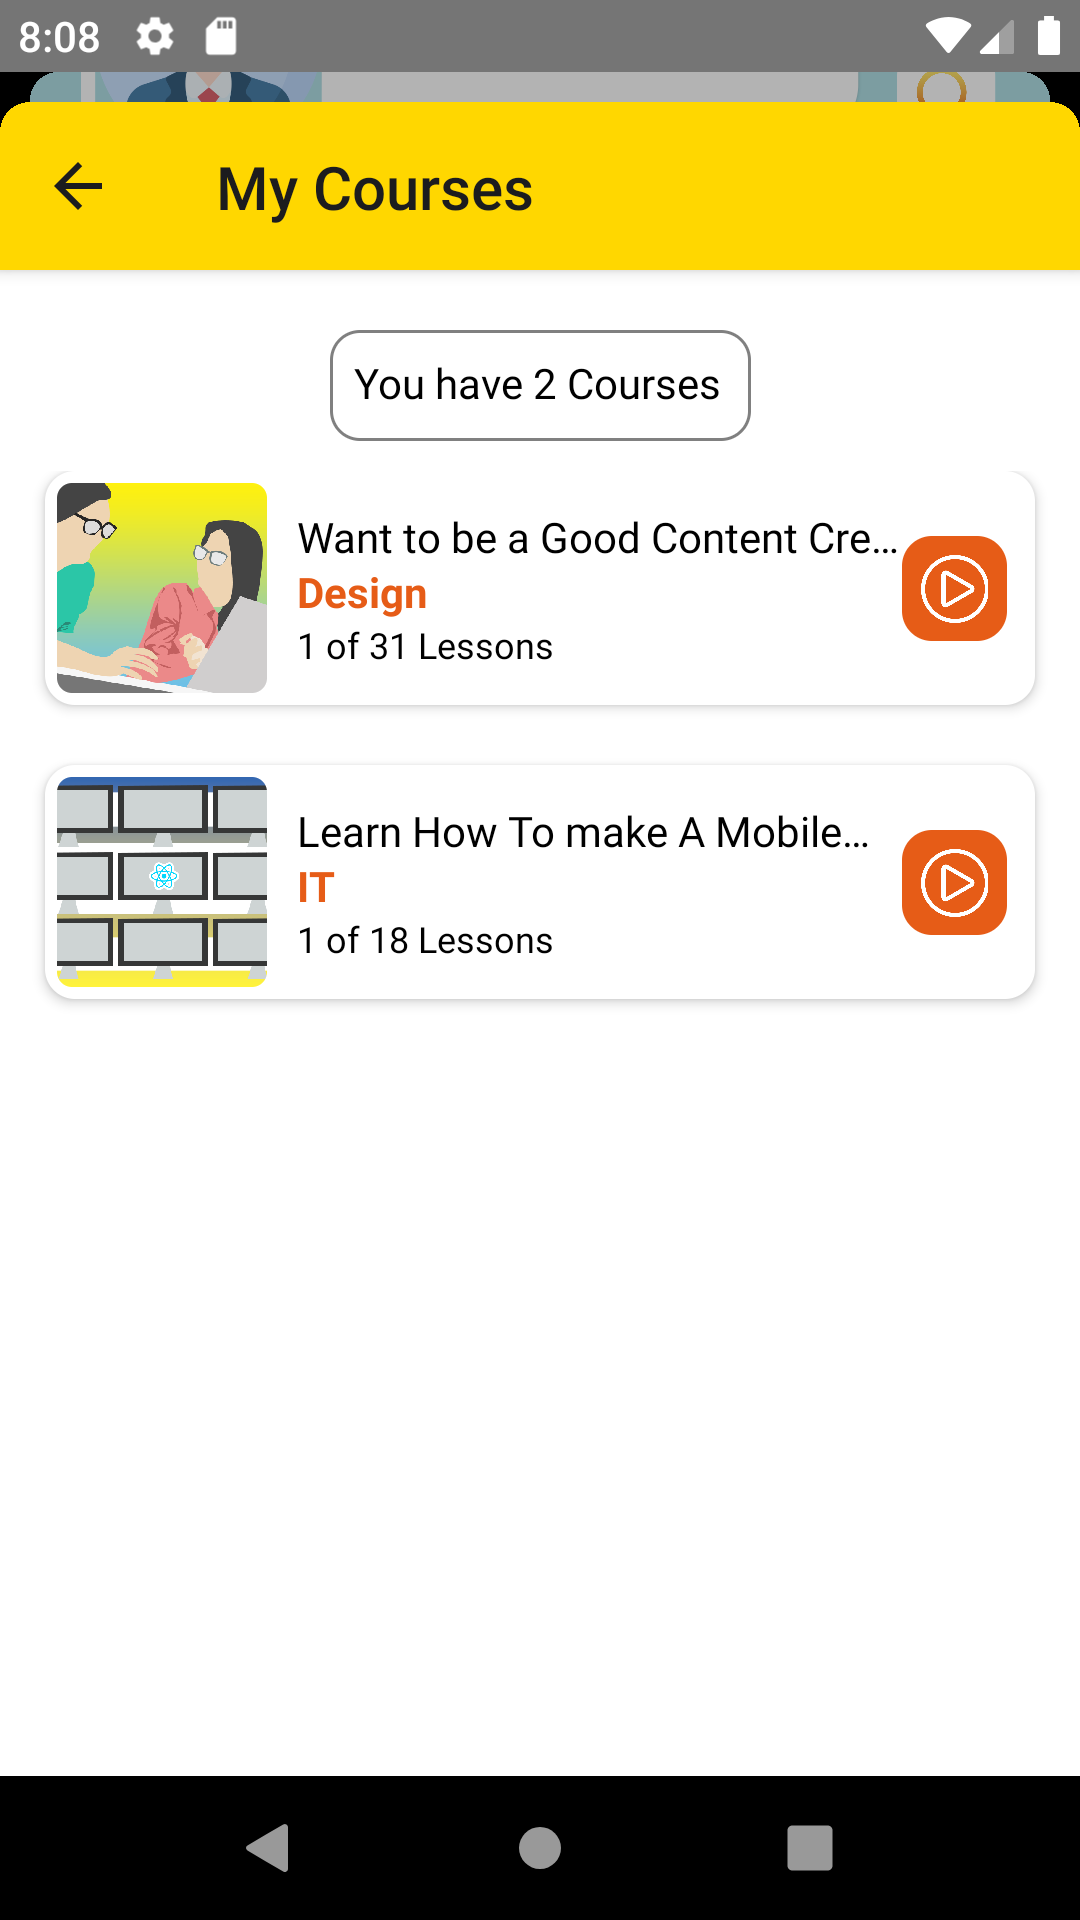 8:08
My Courses
You have 2 Courses
Want to be a Good Content Cre...
Design
1 of 31 Lessons
Learn How To make A Mobile...
IT
1 of 18 Lessons